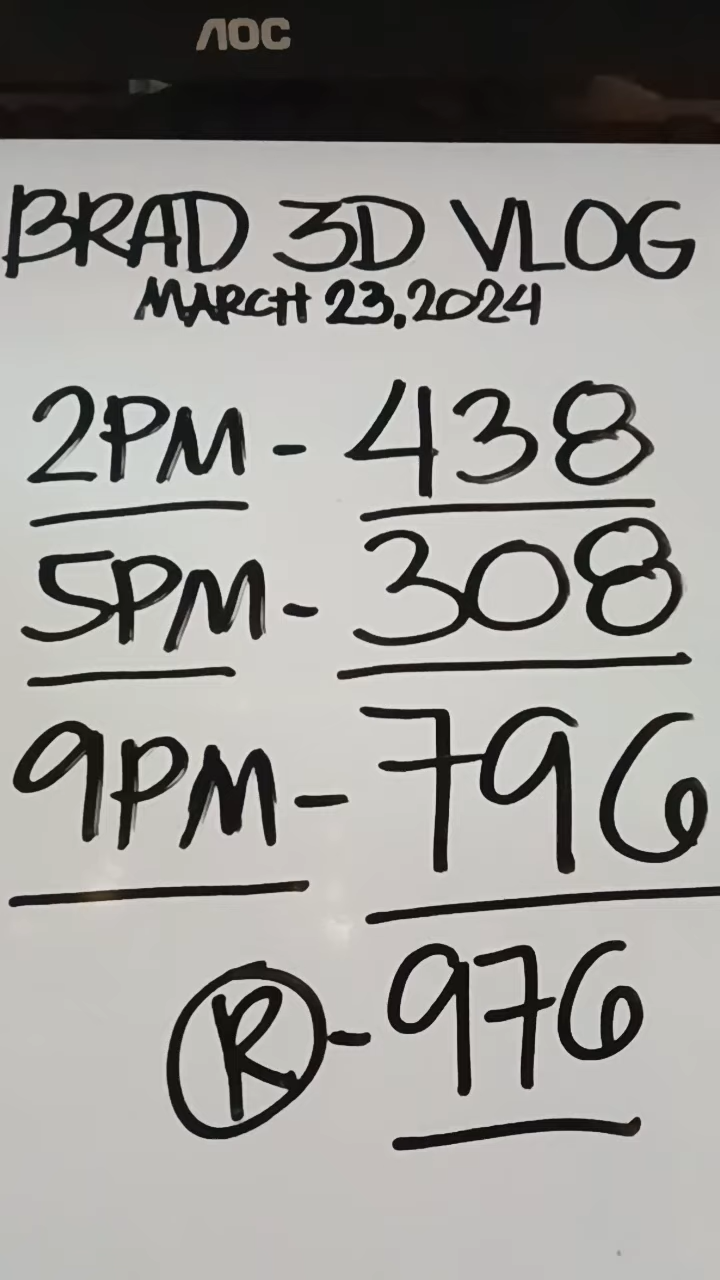 AOC
BRAD 3D VLOG
MARCH 23, 2024
2PM - 438
5PM - 308
9PM - 796
R - 976